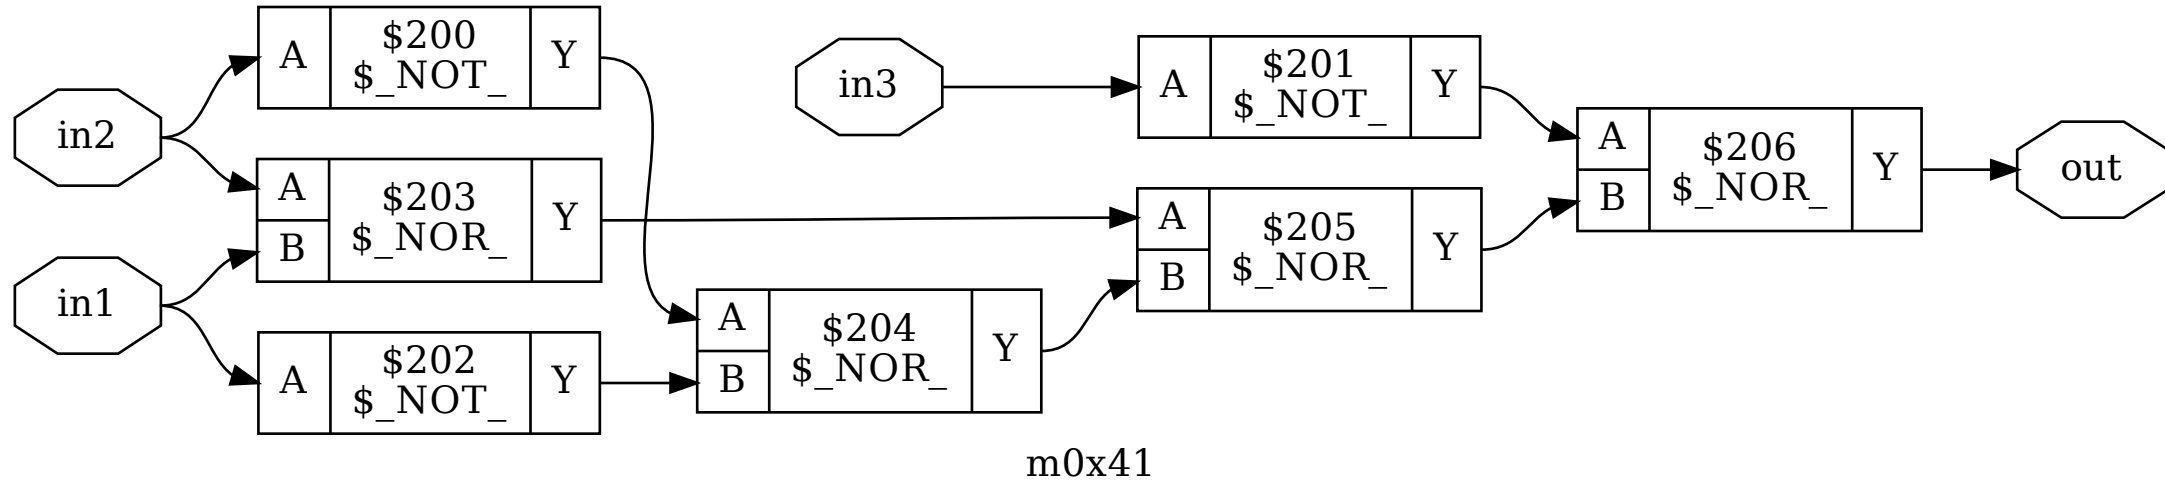 in2
in1
A
$200
$_NOT_
Y
A
B
$203
$_NOR_
Y
A
$202
$_NOT_
Y
in3
A
B
$204
$_NOR_
Y
A
$201
$_NOT_
Y
A
B
$205
$_NOR_
Y
A
B
$206
$_NOR_
Y
out
m0x41